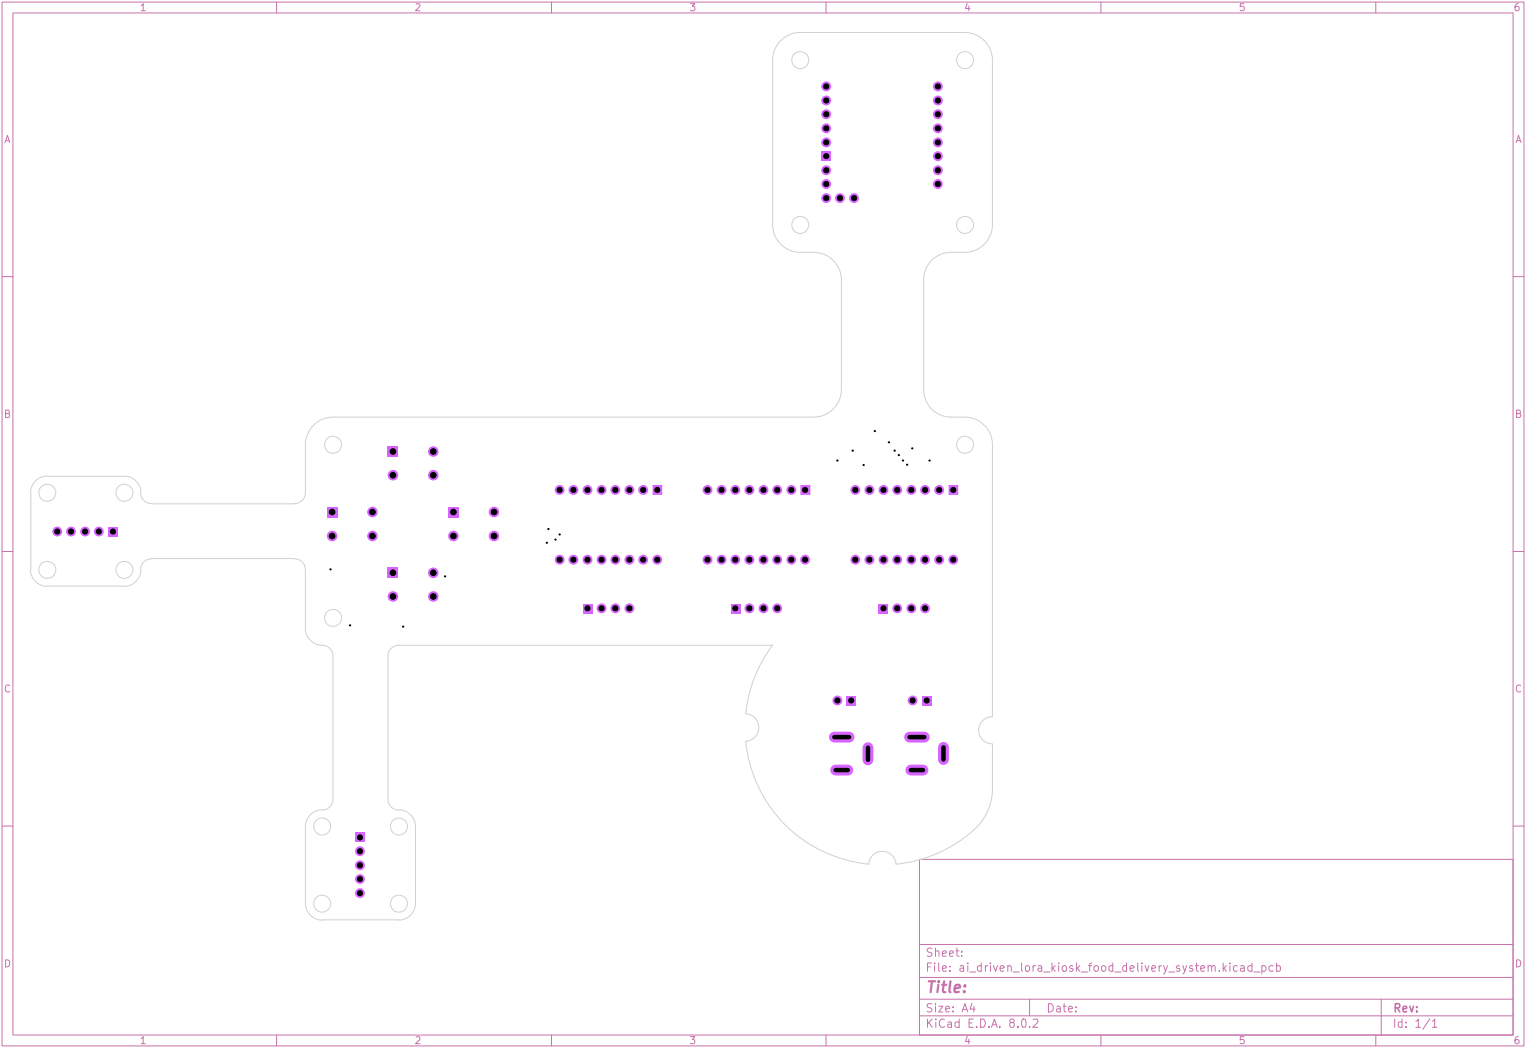 1 2 3 4 5 6
A A
B B
C C
D D
Sheet:
File: ai_driven_lora_kiosk_food_delivery_system.kicad_pcb
Title:
Size: A4 Date: Rev:
KiCad E.D.A. 8.0.2 Id: 1/1
1 2 3 4 5 6